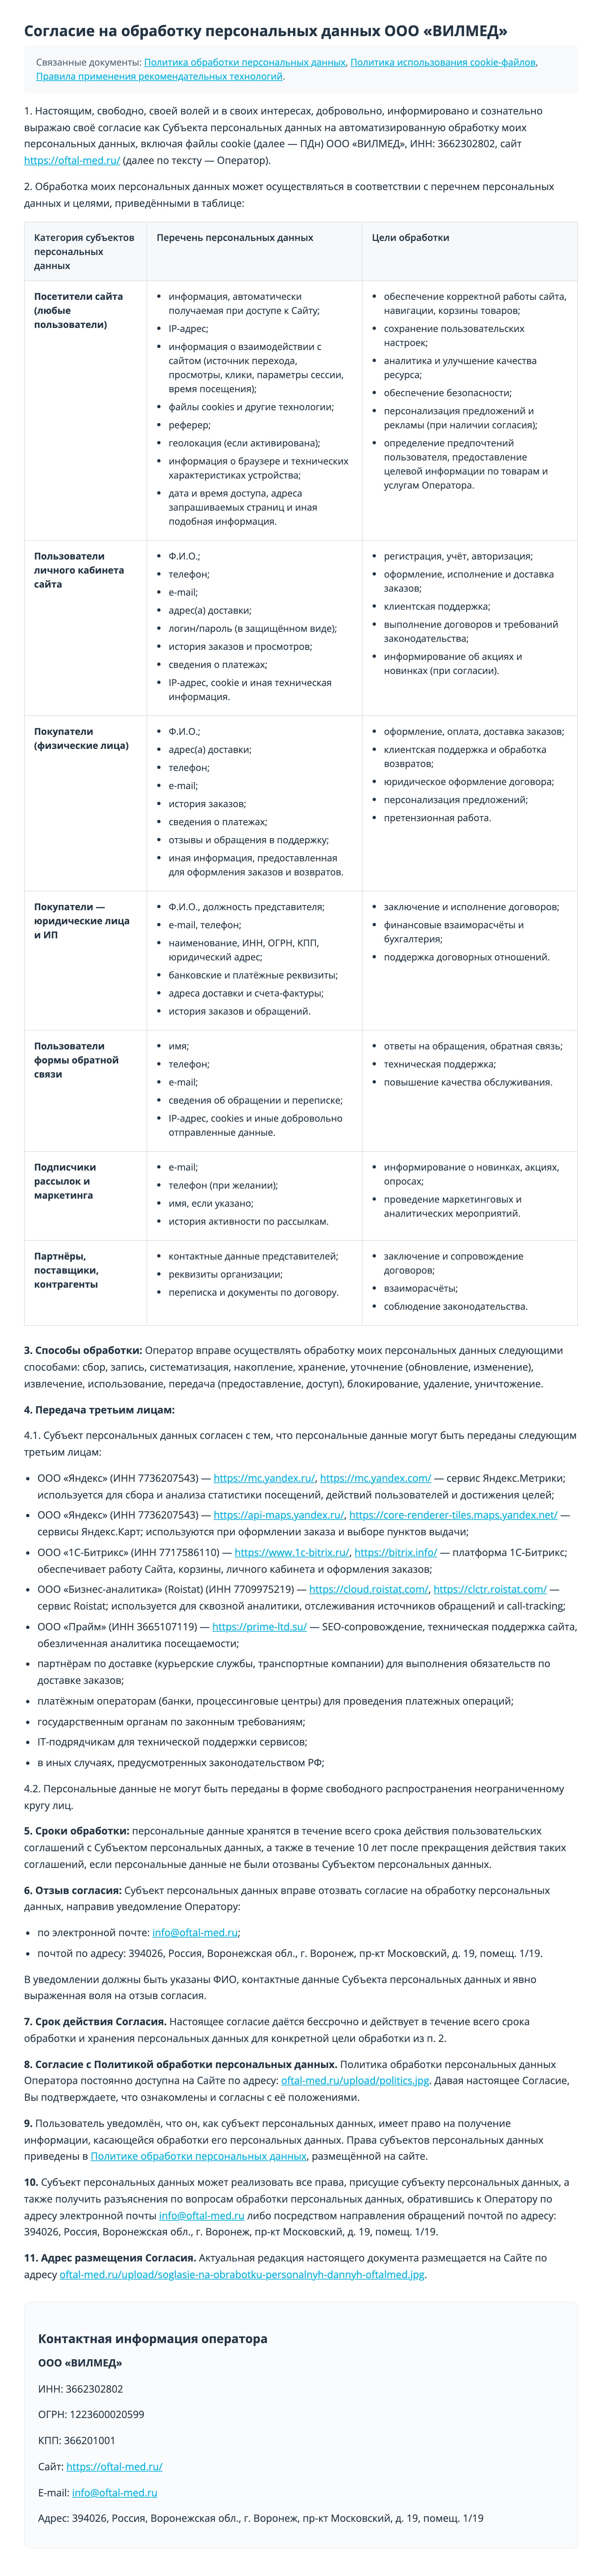 Согласие на обработку персональных данных ООО «ВИЛМЕД»
Связанные документы: Политика обработки персональных данных, Политика использования cookie-файлов,
Правила применения рекомендательных технологий.
1. Настоящим, свободно, своей волей и в своих интересах, добровольно, информировано и сознательно
выражаю своё согласие как Субъекта персональных данных на автоматизированную обработку моих
персональных данных, включая файлы cookie (далее — ПДн) ООО «ВИЛМЕД», ИНН: 3662302802, сайт
https://oftal-med.ru/ (далее по тексту — Оператор).
2. Обработка моих персональных данных может осуществляться в соответствии с перечнем персональных
данных и целями, приведёнными в таблице:
Категория субъектов
персональных
данных
Перечень персональных данных
Цели обработки
Посетители сайта
(любые
пользователи)
• информация, автоматически
получаемая при доступе к Сайту;
• IP-адрес;
• информация о взаимодействии с
сайтом (источник перехода,
просмотры, клики, параметры сессии,
время посещения);
• файлы cookies и другие технологии;
• реферер;
• геолокация (если активирована);
• информация о браузере и технических
характеристиках устройства;
• дата и время доступа, адреса
запрашиваемых страниц и иная
подобная информация.
• обеспечение корректной работы сайта,
навигации, корзины товаров;
• сохранение пользовательских
настроек;
• аналитика и улучшение качества
ресурса;
• обеспечение безопасности;
• персонализация предложений и
рекламы (при наличии согласия);
• определение предпочтений
пользователя, предоставление
целевой информации по товарам и
услугам Оператора.
Пользователи
личного кабинета
сайта
• Ф.И.О.;
• телефон;
• e-mail;
• адрес(а) доставки;
• логин/пароль (в защищённом виде);
• история заказов и просмотров;
• сведения о платежах;
• IP-адрес, cookie и иная техническая
информация.
• регистрация, учёт, авторизация;
• оформление, исполнение и доставка
заказов;
• клиентская поддержка;
• выполнение договоров и требований
законодательства;
• информирование об акциях и
новинках (при согласии).
Покупатели
(физические лица)
• Ф.И.О.;
• адрес(а) доставки;
• телефон;
• e-mail;
• история заказов;
• сведения о платежах;
• отзывы и обращения в поддержку;
• иная информация, предоставленная
для оформления заказов и возвратов.
• оформление, оплата, доставка заказов;
• клиентская поддержка и обработка
возвратов;
• юридическое оформление договора;
• персонализация предложений;
• претензионная работа.
Покупатели —
юридические лица
и ИП
• Ф.И.О., должность представителя;
• e-mail, телефон;
• наименование, ИНН, ОГРН, КПП,
юридический адрес;
• банковские и платёжные реквизиты;
• адреса доставки и счета-фактуры;
• история заказов и обращений.
• заключение и исполнение договоров;
• финансовые взаиморасчёты и
бухгалтерия;
• поддержка договорных отношений.
Пользователи
формы обратной
связи
• имя;
• телефон;
• e-mail;
• сведения об обращении и переписке;
• IP-адрес, cookies и иные добровольно
отправленные данные.
• ответы на обращения, обратная связь;
• техническая поддержка;
• повышение качества обслуживания.
Подписчики
рассылок и
маркетинга
• e-mail;
• телефон (при желании);
• имя, если указано;
• история активности по рассылкам.
• информирование о новинках, акциях,
опросах;
• проведение маркетинговых и
аналитических мероприятий.
Партнёры,
поставщики,
контрагенты
• контактные данные представителей;
• реквизиты организации;
• переписка и документы по договору.
• заключение и сопровождение
договоров;
• взаиморасчёты;
• соблюдение законодательства.
3. Способы обработки: Оператор вправе осуществлять обработку моих персональных данных следующими
способами: сбор, запись, систематизация, накопление, хранение, уточнение (обновление, изменение),
извлечение, использование, передача (предоставление, доступ), блокирование, удаление, уничтожение.
4. Передача третьим лицам:
4.1. Субъект персональных данных согласен с тем, что персональные данные могут быть переданы следующим
третьим лицам:
• ООО «Яндекс» (ИНН 7736207543) — https://mc.yandex.ru/, https://mc.yandex.com/ — сервис Яндекс.Метрики;
используется для сбора и анализа статистики посещений, действий пользователей и достижения целей;
• ООО «Яндекс» (ИНН 7736207543) — https://api-maps.yandex.ru/, https://core-renderer-tiles.maps.yandex.net/ —
сервисы Яндекс.Карт; используются при оформлении заказа и выборе пунктов выдачи;
• ООО «1С-Битрикс» (ИНН 7717586110) — https://www.1c-bitrix.ru/, https://bitrix.info/ — платформа 1С-Битрикс;
обеспечивает работу Сайта, корзины, личного кабинета и оформления заказов;
• ООО «Бизнес-аналитика» (Roistat) (ИНН 7709975219) — https://cloud.roistat.com/, https://clctr.roistat.com/ —
сервис Roistat; используется для сквозной аналитики, отслеживания источников обращений и call-tracking;
• ООО «Прайм» (ИНН 3665107119) — https://prime-ltd.su/ — SEO-сопровождение, техническая поддержка сайта,
обезличенная аналитика посещаемости;
• партнёрам по доставке (курьерские службы, транспортные компании) для выполнения обязательств по
доставке заказов;
• платёжным операторам (банки, процессинговые центры) для проведения платежных операций;
• государственным органам по законным требованиям;
• IT-подрядчикам для технической поддержки сервисов;
• в иных случаях, предусмотренных законодательством РФ;
4.2. Персональные данные не могут быть переданы в форме свободного распространения неограниченному
кругу лиц.
5. Сроки обработки: персональные данные хранятся в течение всего срока действия пользовательских
соглашений с Субъектом персональных данных, а также в течение 10 лет после прекращения действия таких
соглашений, если персональные данные не были отозваны Субъектом персональных данных.
6. Отзыв согласия: Субъект персональных данных вправе отозвать согласие на обработку персональных
данных, направив уведомление Оператору:
• по электронной почте: info@oftal-med.ru;
• почтой по адресу: 394026, Россия, Воронежская обл., г. Воронеж, пр-кт Московский, д. 19, помещ. 1/19.
В уведомлении должны быть указаны ФИО, контактные данные Субъекта персональных данных и явно
выраженная воля на отзыв согласия.
7. Срок действия Согласия. Настоящее согласие даётся бессрочно и действует в течение всего срока
обработки и хранения персональных данных для конкретной цели обработки из п. 2.
8. Согласие с Политикой обработки персональных данных. Политика обработки персональных данных
Оператора постоянно доступна на Сайте по адресу: oftal-med.ru/upload/politics.jpg. Давая настоящее Согласие,
Вы подтверждаете, что ознакомлены и согласны с её положениями.
9. Пользователь уведомлён, что он, как субъект персональных данных, имеет право на получение
информации, касающейся обработки его персональных данных. Права субъектов персональных данных
приведены в Политике обработки персональных данных, размещённой на сайте.
10. Субъект персональных данных может реализовать все права, присущие субъекту персональных данных, а
также получить разъяснения по вопросам обработки персональных данных, обратившись к Оператору по
адресу электронной почты info@oftal-med.ru либо посредством направления обращений почтой по адресу:
394026, Россия, Воронежская обл., г. Воронеж, пр-кт Московский, д. 19, помещ. 1/19.
11. Адрес размещения Согласия. Актуальная редакция настоящего документа размещается на Сайте по
адресу oftal-med.ru/upload/soglasie-na-obrabotku-personalnyh-dannyh-oftalmed.jpg.
Контактная информация оператора
ООО «ВИЛМЕД»
ИНН: 3662302802
ОГРН: 1223600020599
КПП: 366201001
Сайт: https://oftal-med.ru/
E-mail: info@oftal-med.ru
Адрес: 394026, Россия, Воронежская обл., г. Воронеж, пр-кт Московский, д. 19, помещ. 1/19